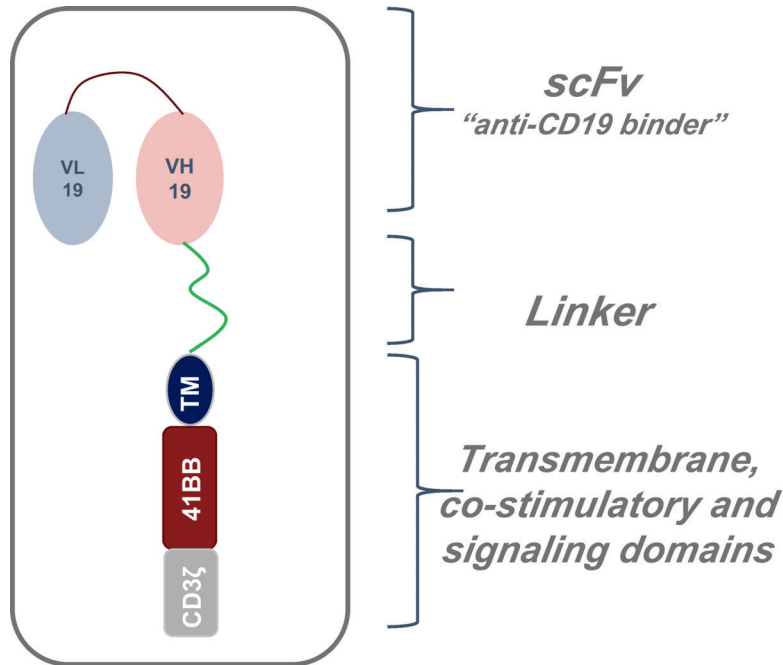 scFv
“anti-CD19 binder”
VL
19
VH
19
Linker
TM
41BB
CD3ζ
Transmembrane,
co-stimulatory and
signaling domains